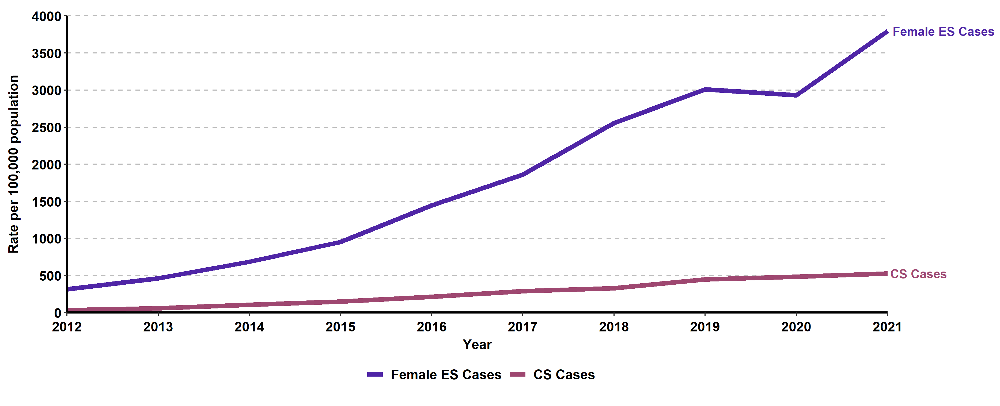 4000
3500
3000
2500
2000
1500
1000
500
0
Rate per 100,000 population
Female ES Cases
CS Cases
2012 2013 2014 2015 2016 2017 2018 2019 2020 2021
Year
Female ES Cases CS Cases